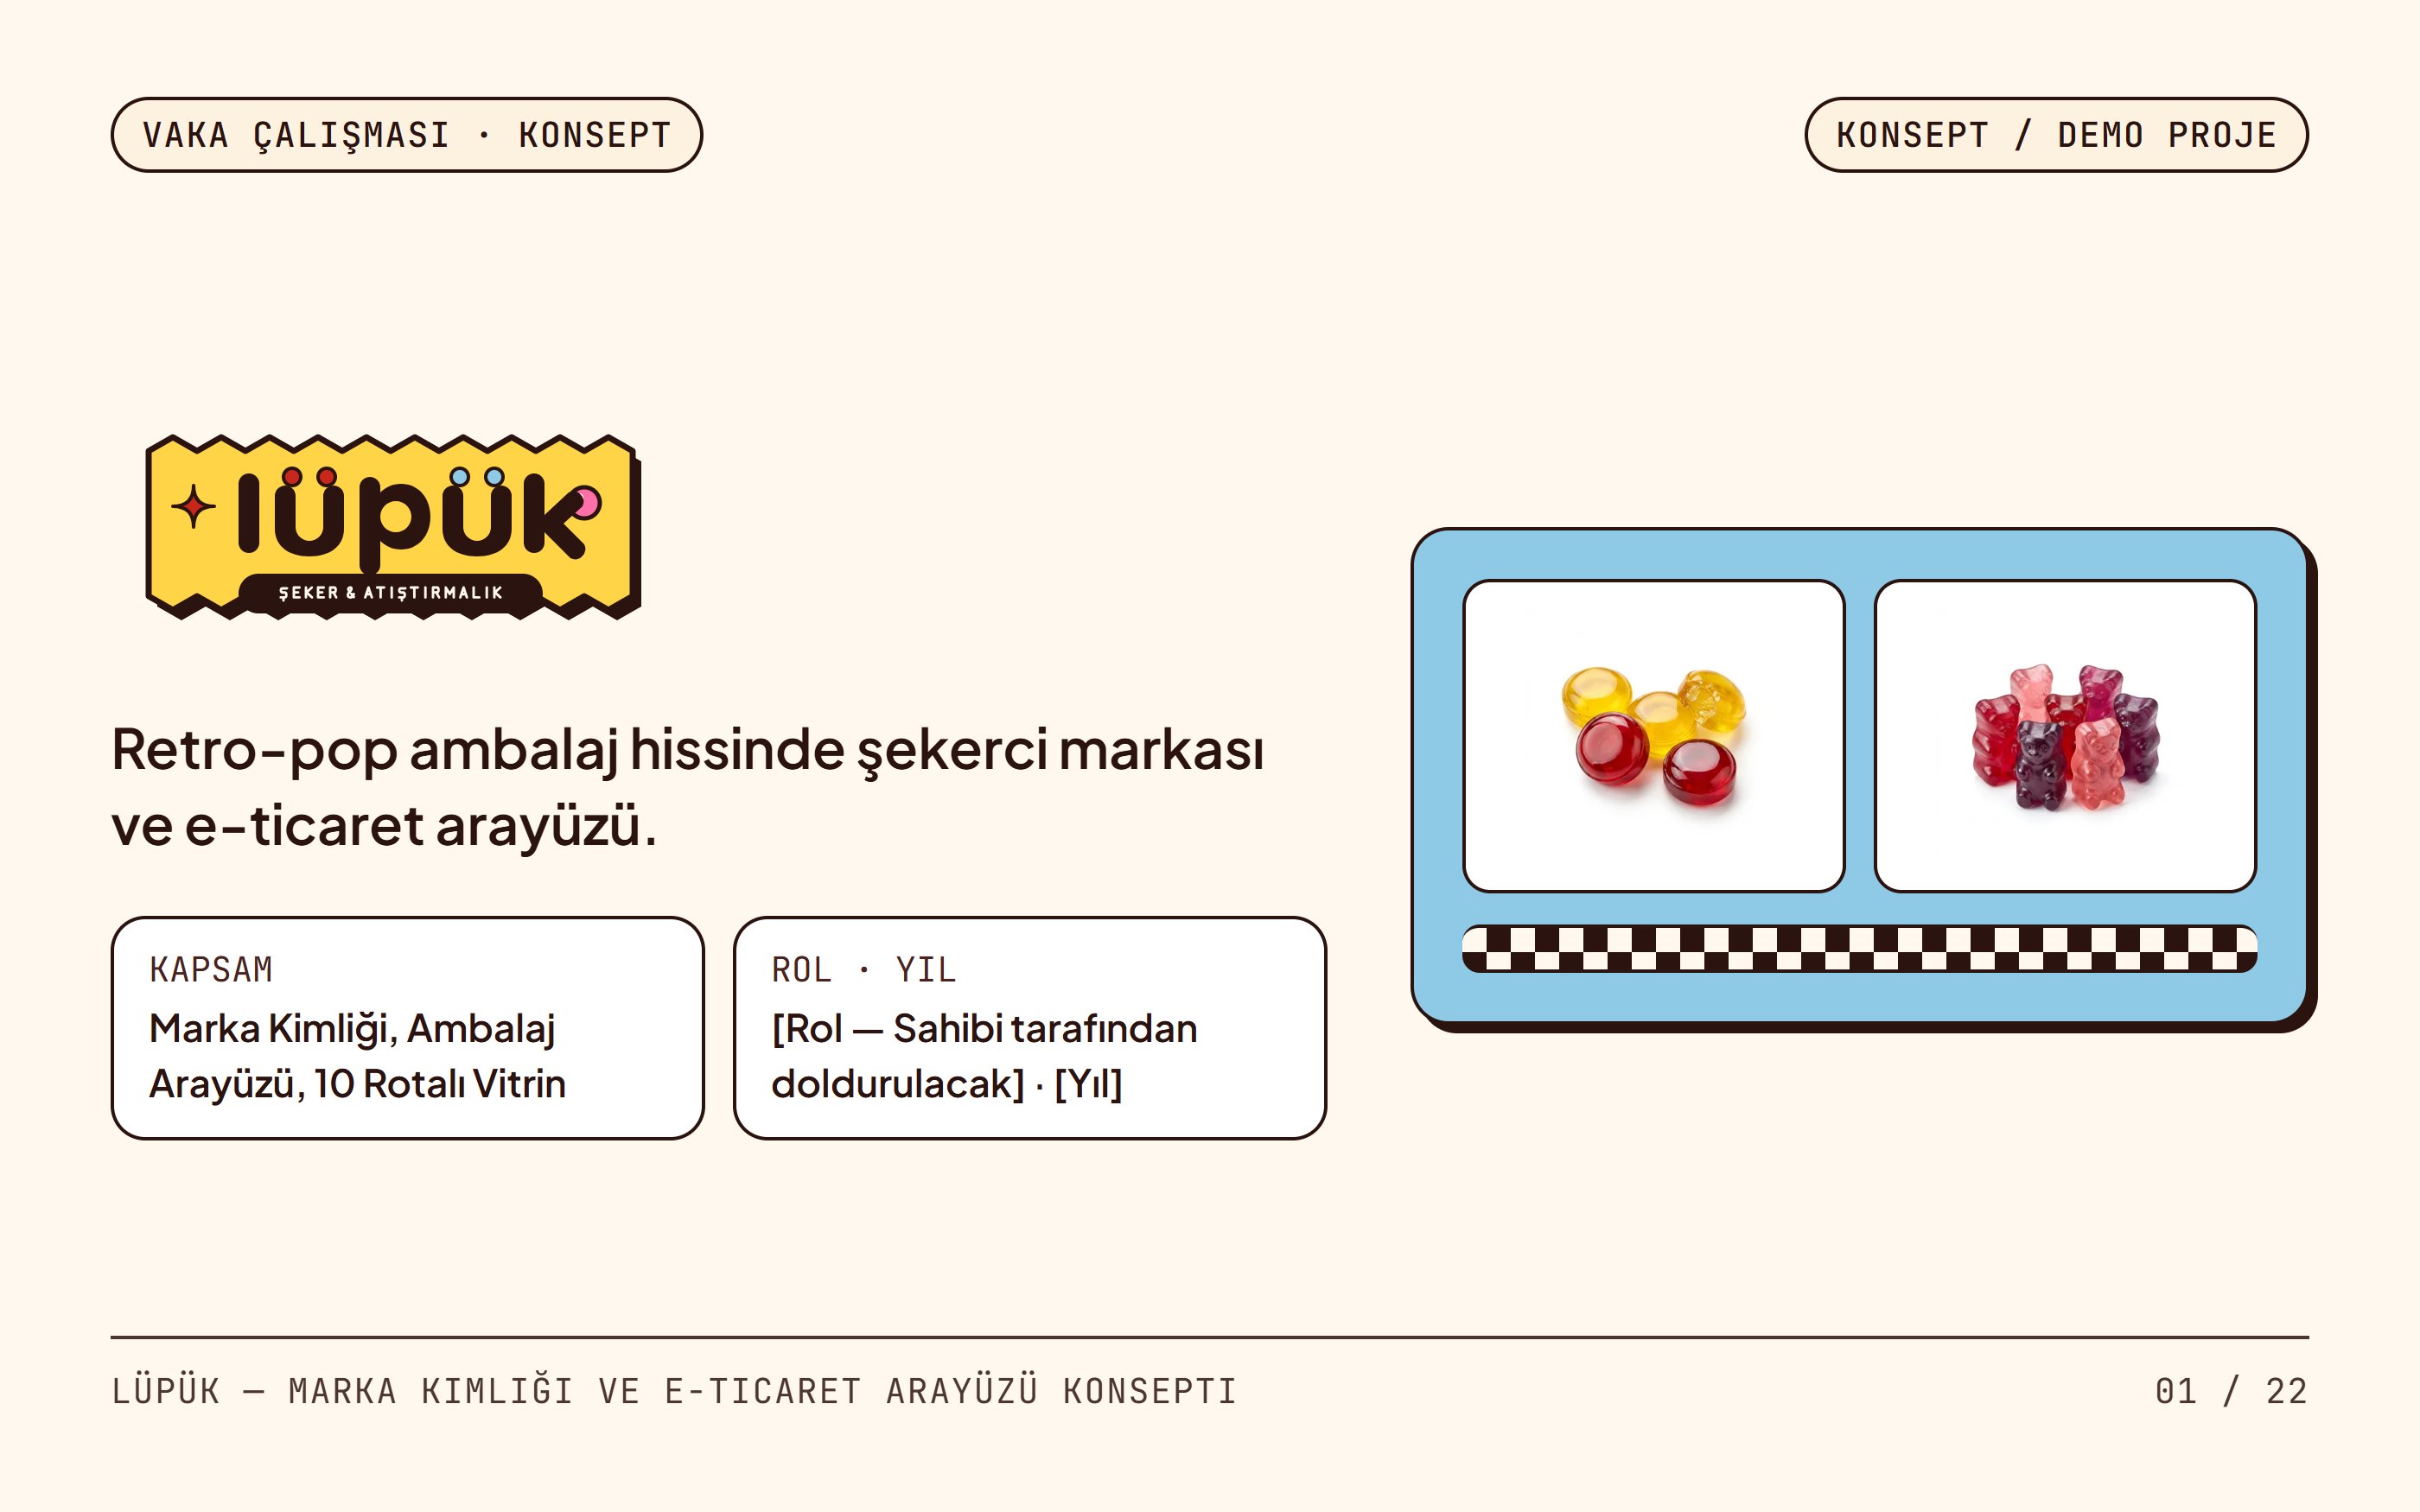 VAKA ÇALIŞMASI · KONSEPT
KONSEPT / DEMO PROJE
lüpük
ŞEKER & ATIŞTIRMALIK
Retro-pop ambalaj hissinde şekerci markası
ve e-ticaret arayüzü.
KAPSAM
Marka Kimliği, Ambalaj
Arayüzü, 10 Rotalı Vitrin
ROL · YIL
[Rol — Sahibi tarafından
doldurulacak] · [Yıl]
LÜPÜK — MARKA KIMLIĞI VE E-TICARET ARAYÜZÜ KONSEPTI
01 / 22